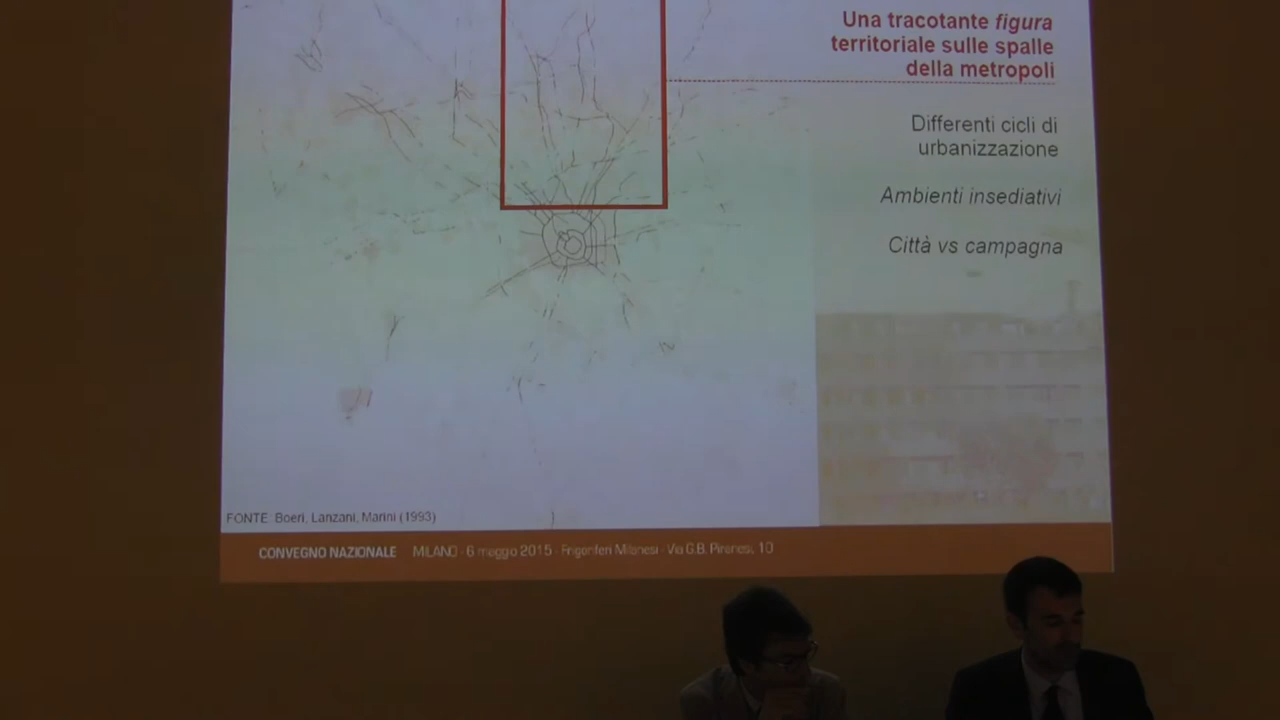 Una tracotante figura
territoriale sulle spalle
della metropoli
Differenti cicli di
urbanizzazione
Ambienti insediativi
Città vs campagna
FONTE: Boeri, Lanzani, Marini (1993)
CONVEGNO NAZIONALE MILANO · 6 maggio 2015 · Frigoriferi Milanesi · Via G.B. Piranesi, 10